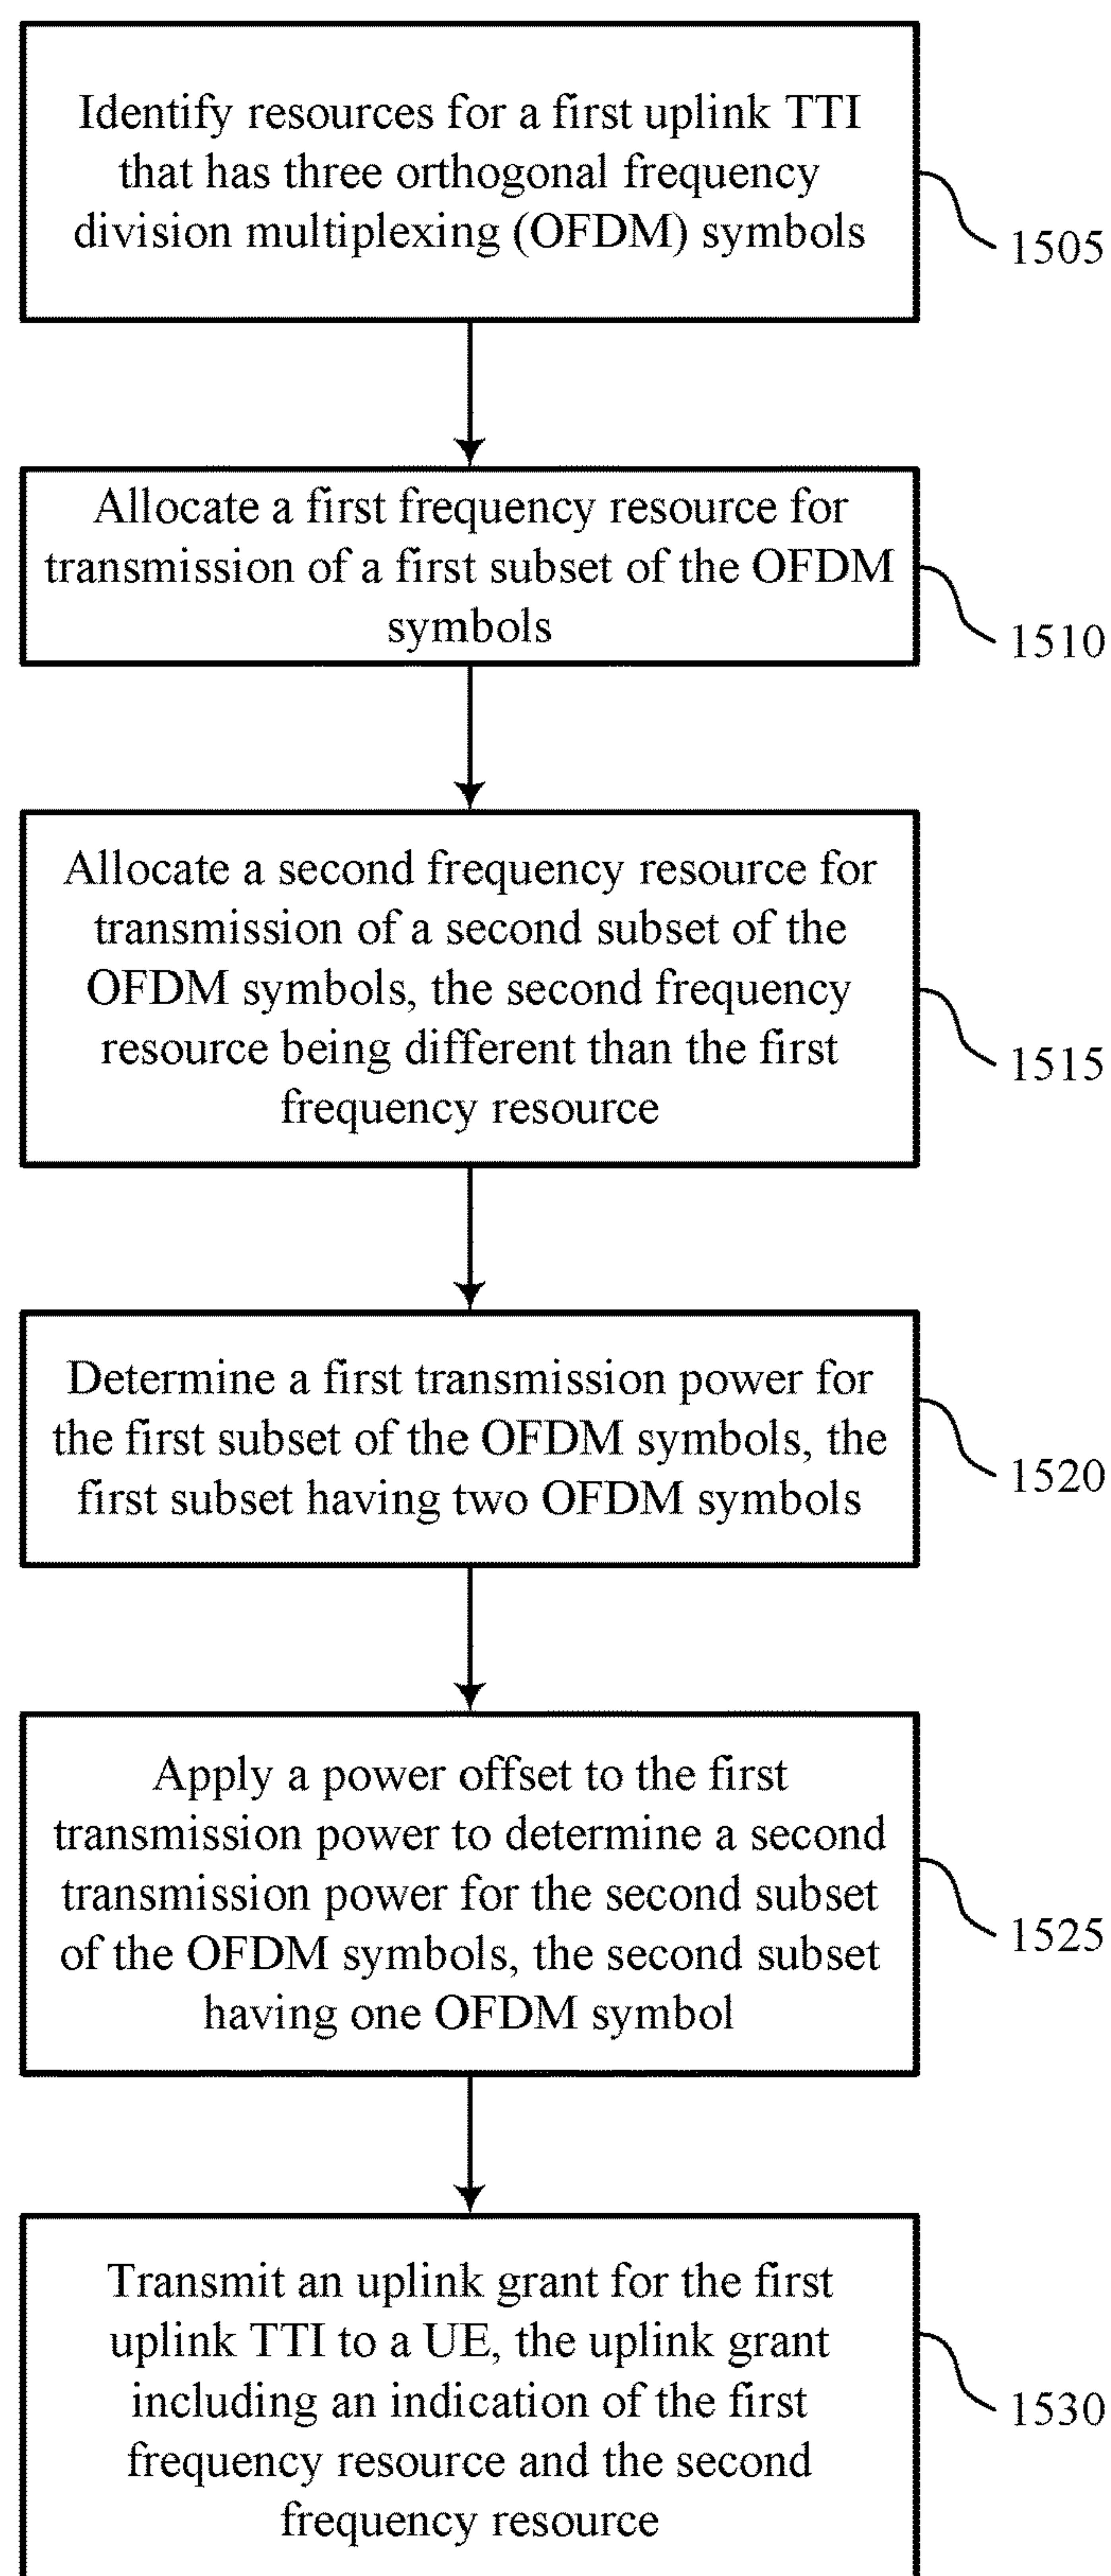 Identify resources for a first uplink TTI
that has three orthogonal frequency
division multiplexing (OFDM) symbols
1505
Allocate a first frequency resource for
transmission of a first subset of the OFDM
symbols
1510
Allocate a second frequency resource for
transmission of a second subset of the
OFDM symbols, the second frequency
resource being different than the first
frequency resource
1515
Determine a first transmission power for
the first subset of the OFDM symbols, the
first subset having two OFDM symbols
1520
Apply a power offset to the first
transmission power to determine a second
transmission power for the second subset
of the OFDM symbols, the second subset
having one OFDM symbol
1525
Transmit an uplink grant for the first
uplink TTI to a UE, the uplink grant
including an indication of the first
frequency resource and the second
frequency resource
1530